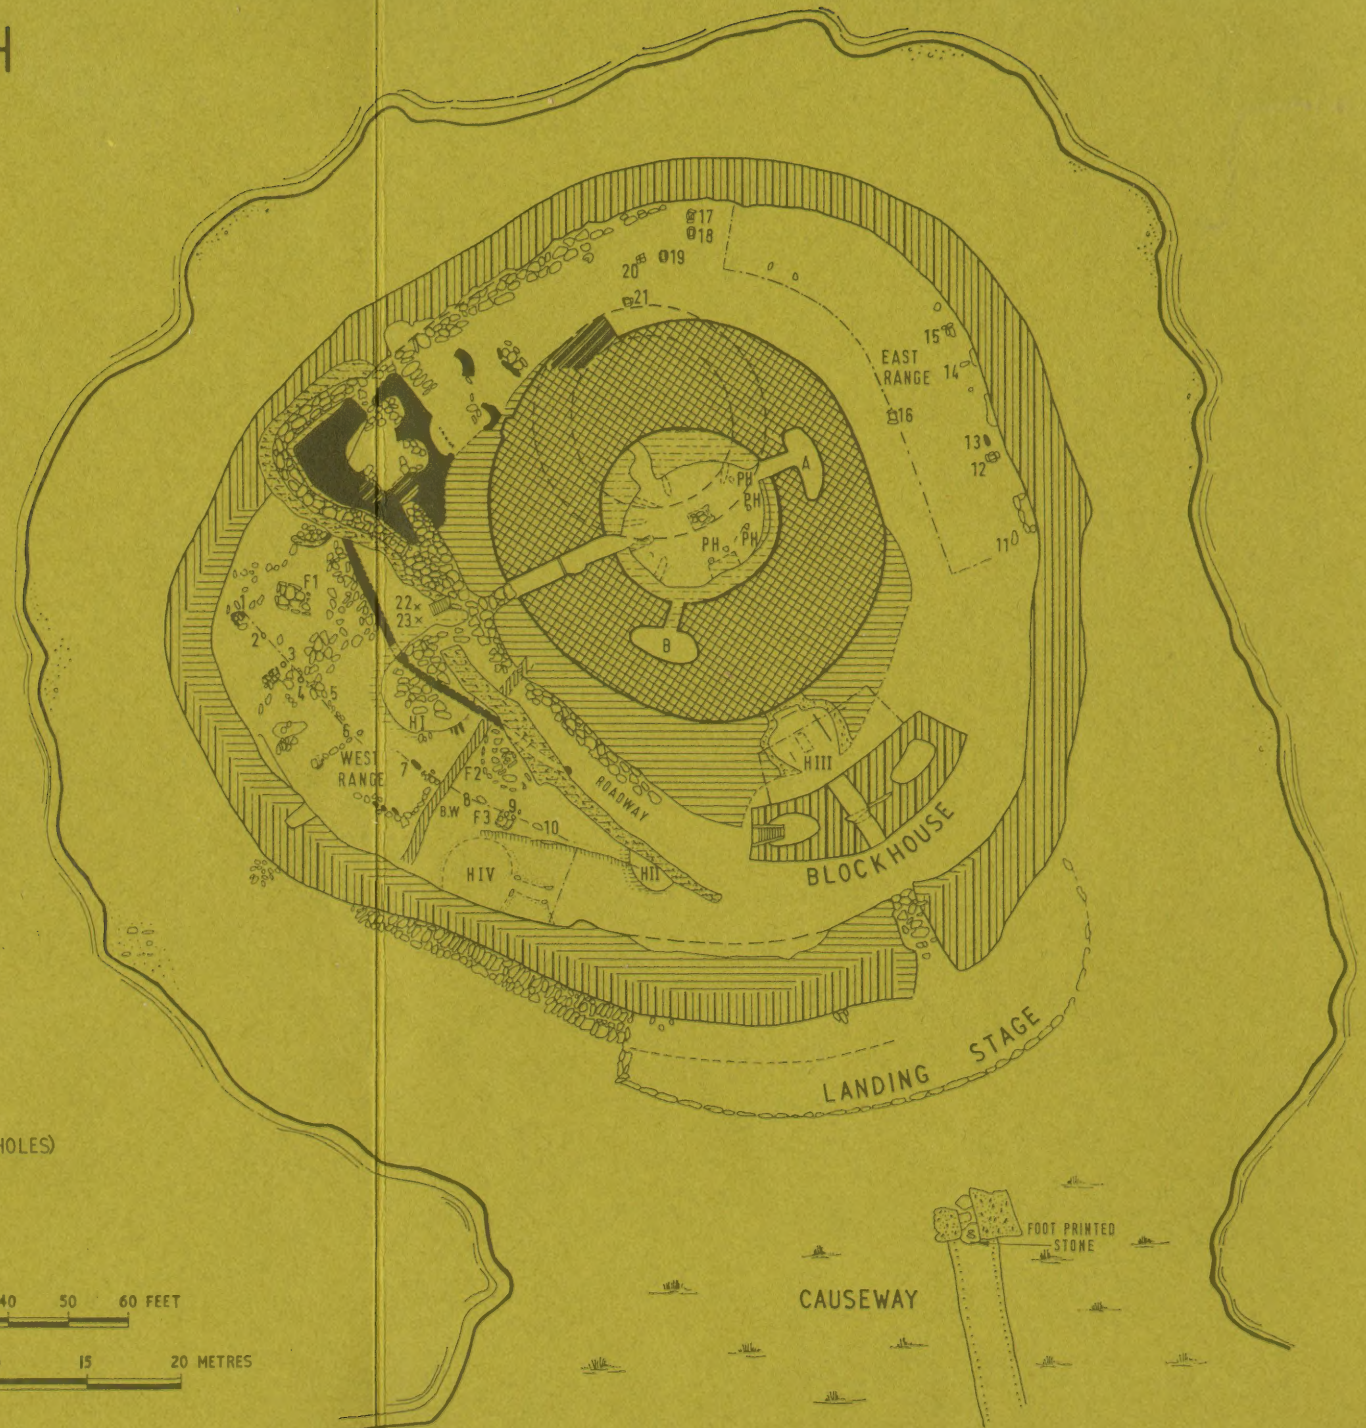 H
17
18
19
20
21
15
EAST
RANGE
14
16
13
12
11
A
PH
PH
PH
PH
B
F1
1
2
3
4
5
6
22×
23×
HI
WEST
RANGE
7
F2
8
B.W
F3
9
10
ROADWAY
HIII
BLOCKHOUSE
HIV
HII
LANDING STAGE
HOLES)
FOOT PRINTED
STONE
CAUSEWAY
40 50 60 FEET
15 20 METRES